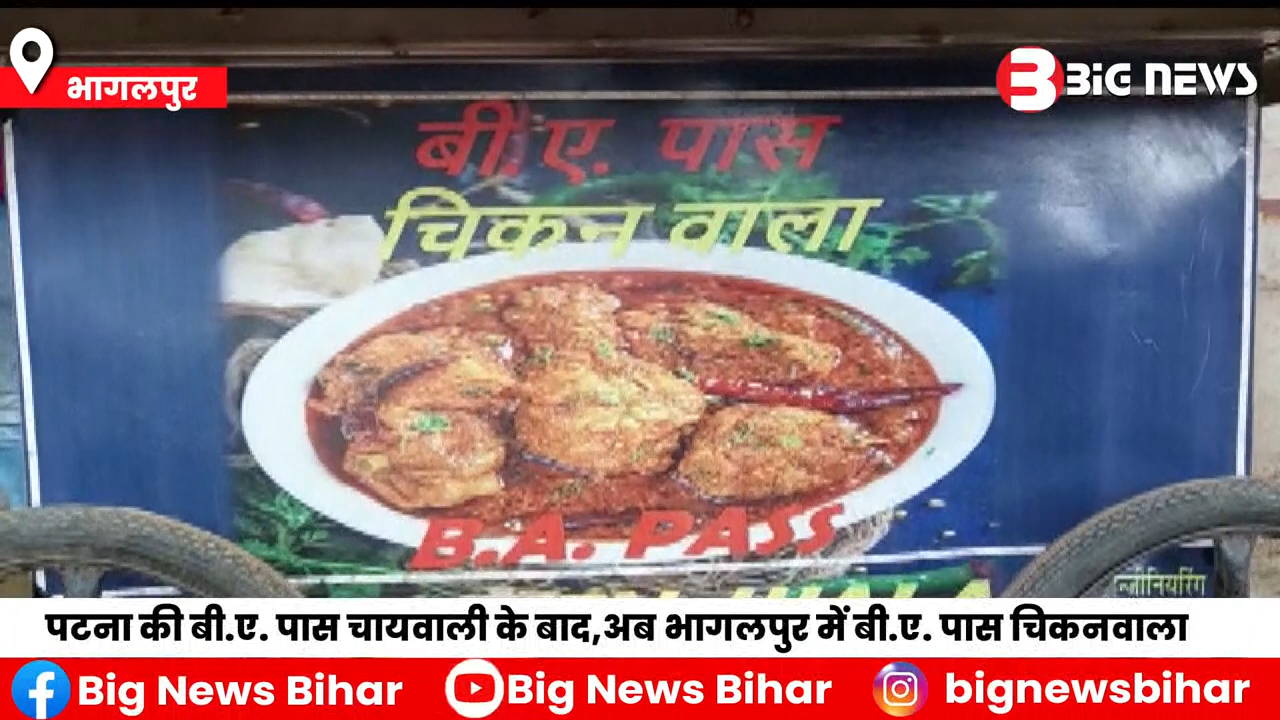 भागलपुर
BIG NEWS
बी.ए. पास
चिकन वाला
B.A. PASS
पटना की बी.ए. पास चायवाली के बाद,अब भागलपुर में बी.ए. पास चिकनवाला
Big News Bihar
Big News Bihar
bignewsbihar